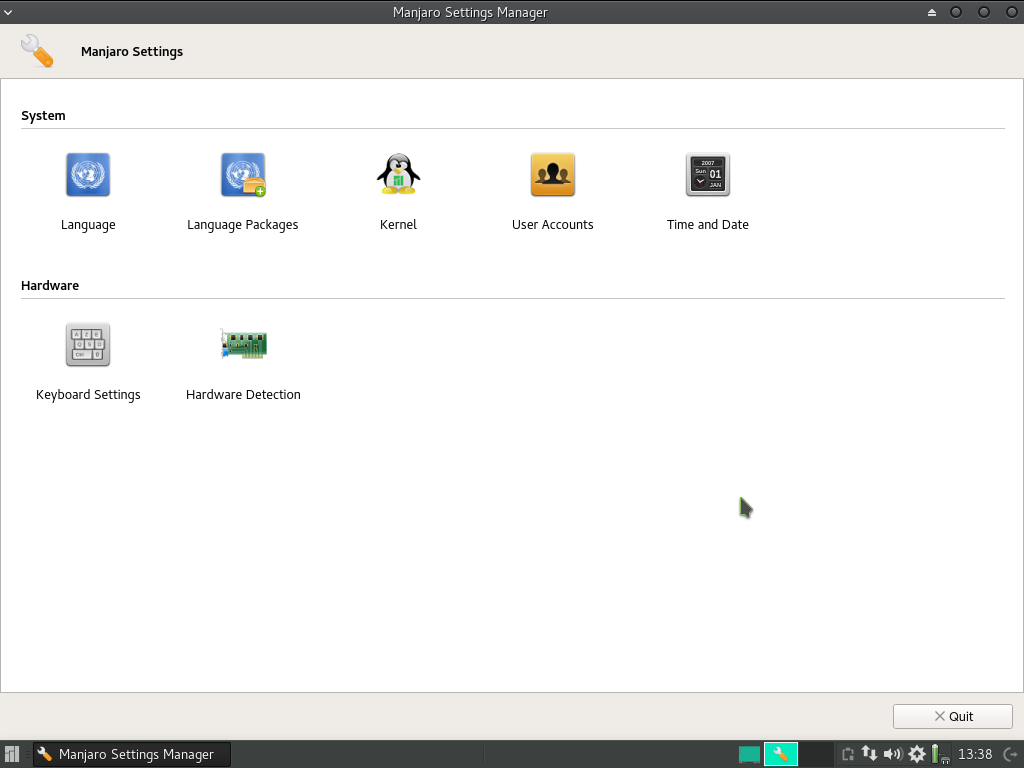 Manjaro Settings Manager
Manjaro Settings
System
2007
Sun 01
JAN
Language
Language Packages
Kernel
User Accounts
Time and Date
Hardware
A Z E
Q S D
Ctrl
Keyboard Settings
Hardware Detection
Quit
Manjaro Settings Manager
13:38